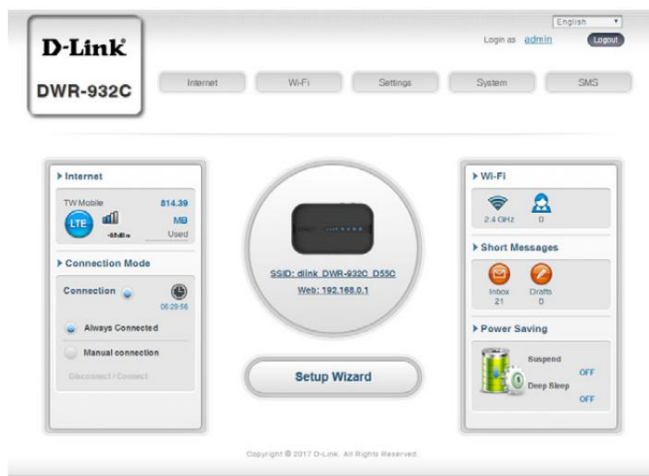 English
Login as admin Logout
D-Link
DWR-932C
Internet Wi-Fi Settings System SMS
Internet
TW Mobile 814.39
LTE MB
Used
Connection Mode
Connection
06:29:56
Always Connected
Manual connection
Disconnect / Connect
SSID: dlink_DWR-932C_D55C
Web: 192.168.0.1
Setup Wizard
Wi-Fi
2.4 GHz 0
Short Messages
Inbox Drafts
21 0
Power Saving
Suspend
OFF
Deep Sleep
OFF
Copyright © 2017 D-Link. All Rights Reserved.